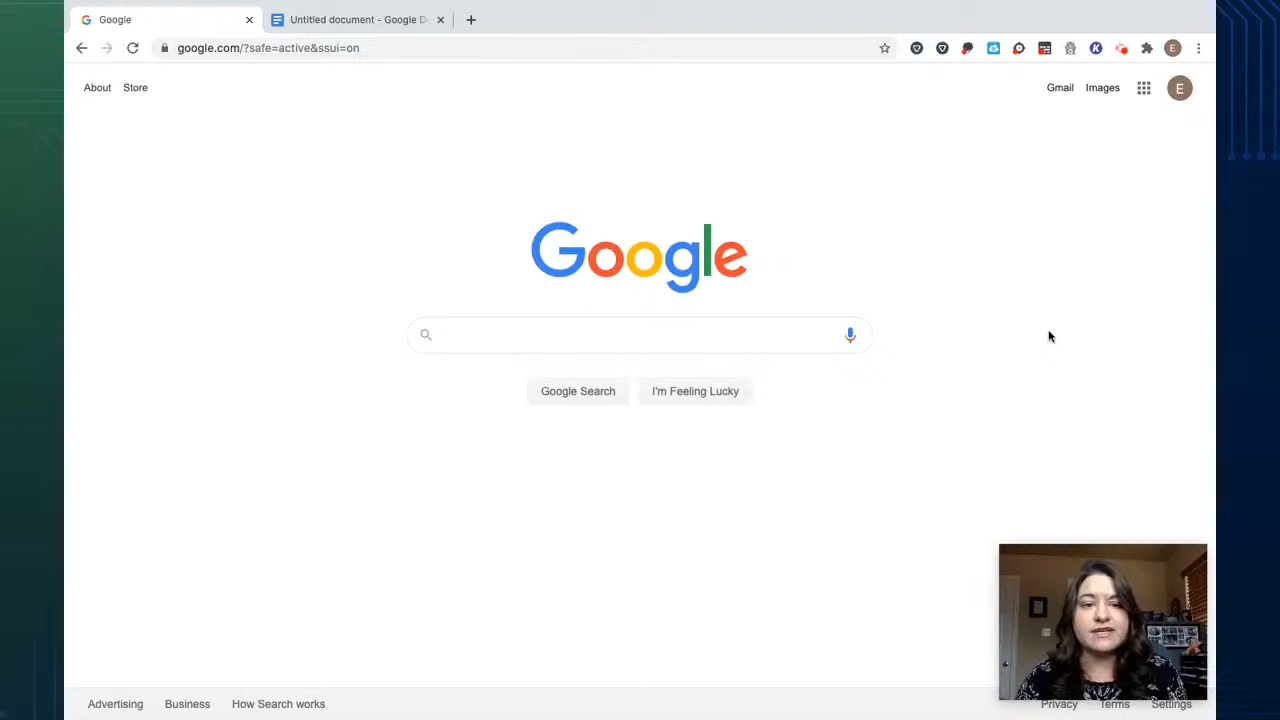 Google
Untitled document - Google D
google.com/?safe=active&ssui=on
E
About Store
Gmail Images
E
Google
Google Search
I'm Feeling Lucky
Advertising Business How Search works
Privacy Terms Settings